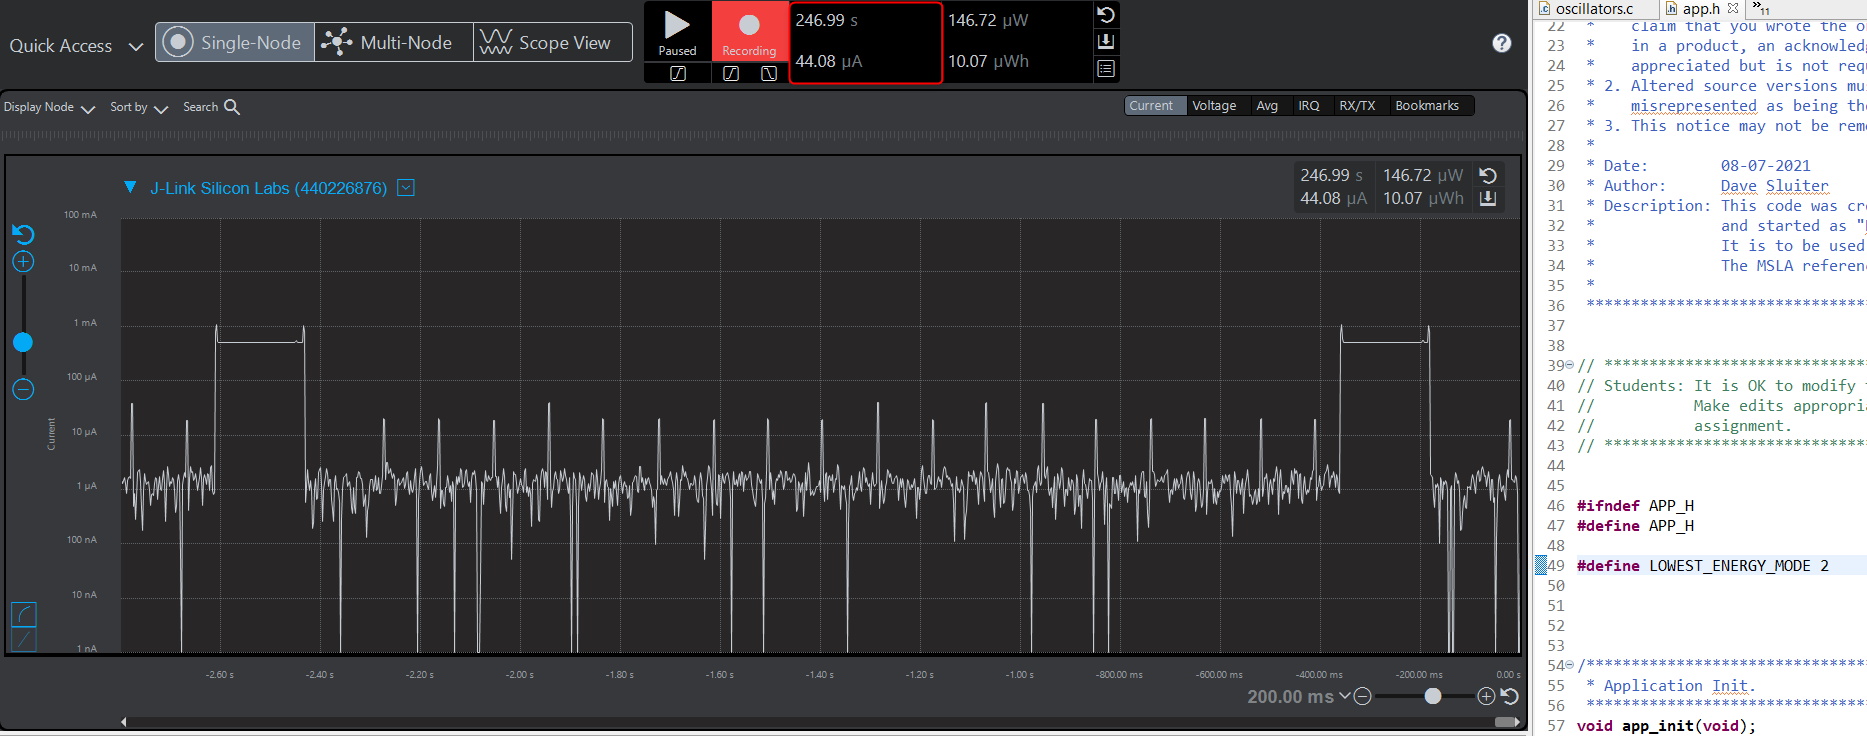 Quick Access
Single-Node
Multi-Node
Scope View
Paused
Recording
246.99 s
44.08 µA
146.72 µW
10.07 µWh
Display Node
Sort by
Search
Current
Voltage
Avg
IRQ
RX/TX
Bookmarks
J-Link Silicon Labs (440226876)
246.99 s
146.72 µW
44.08 µA
10.07 µWh
100 mA
10 mA
1 mA
100 µA
10 µA
1 µA
100 nA
10 nA
1 nA
Current
-2.60 s
-2.40 s
-2.20 s
-2.00 s
-1.80 s
-1.60 s
-1.40 s
-1.20 s
-1.00 s
-800.00 ms
-600.00 ms
-400.00 ms
-200.00 ms
0.00 s
200.00 ms
oscillators.c
app.h
»11
22 * claim that you wrote the
23 * in a product, an
24 * appreciated but is not
25 * 2. Altered source versions
26 * misrepresented as being
27 * 3. This notice may not be
28 *
29 * Date: 08-07-2021
30 * Author: Dave Sluiter
31 * Description: This code was
32 * and started as
33 * It is to be used
34 * The MSLA
35 *
36 *********************************
37
38
39 // ******************************
40 // Students: It is OK to modify
41 // Make edits
42 // assignment.
43 // ******************************
44
45
46 #ifndef APP_H
47 #define APP_H
48
49 #define LOWEST_ENERGY_MODE 2
50
51
52
53
54 /********************************
55 * Application Init.
56 *********************************
57 void app_init(void);